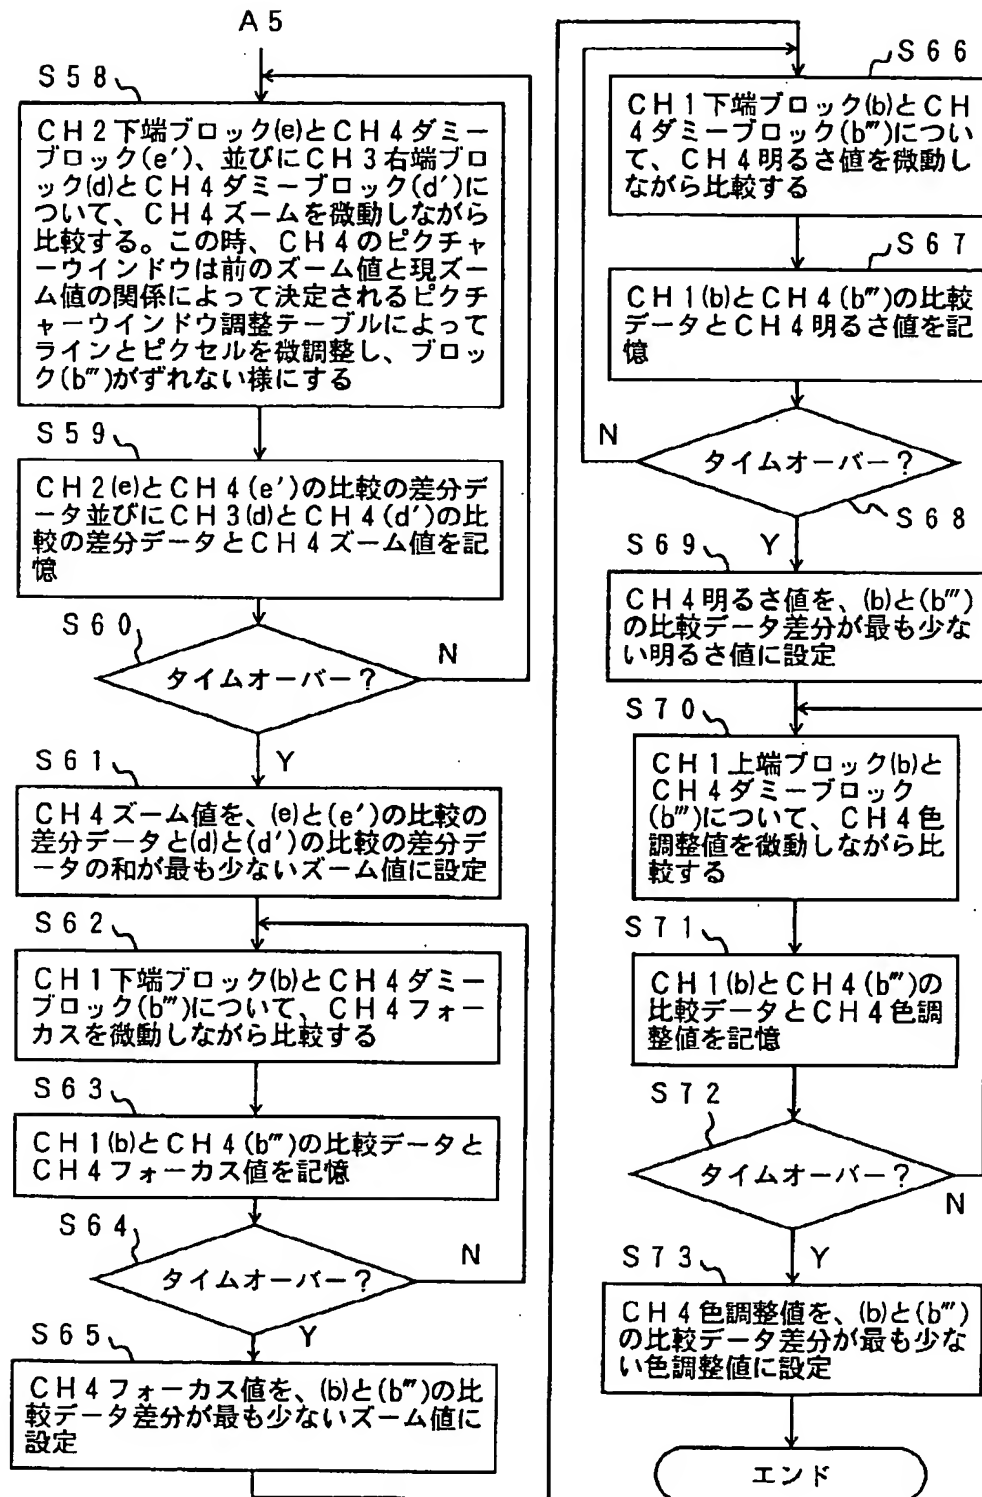 A5
S58
CH2下端ブロック(e)とCH4ダミー
ブロック(e′)、並びにCH3右端ブロ
ック(d)とCH4ダミーブロック(d′)に
ついて、CH4ズームを微動しながら
比較する。この時、CH4のピクチャ
ーウインドウは前のズーム値と現ズー
ム値の関係によって決定されるピクチ
ャーウインドウ調整テーブルによって
ラインとピクセルを微調整し、ブロッ
ク(b‴)がずれない様にする
S59
CH2(e)とCH4(e′)の比較の差分デ
ータ並びにCH3(d)とCH4(d′)の比
較の差分データとCH4ズーム値を記
憶
S60
タイムオーバー?
N
Y
S61
CH4ズーム値を、(e)と(e′)の比較の
差分データと(d)と(d′)の比較の差分デ
ータの和が最も少ないズーム値に設定
S62
CH1下端ブロック(b)とCH4ダミー
ブロック(b‴)について、CH4フォー
カスを微動しながら比較する
S63
CH1(b)とCH4(b‴)の比較データと
CH4フォーカス値を記憶
S64
タイムオーバー?
N
Y
S65
CH4フォーカス値を、(b)と(b‴)の比
較データ差分が最も少ないズーム値に
設定
S66
CH1下端ブロック(b)とCH
4ダミーブロック(b‴)につい
て、CH4明るさ値を微動し
ながら比較する
S67
CH1(b)とCH4(b‴)の比較
データとCH4明るさ値を記
憶
N
タイムオーバー?
S68
Y
S69
CH4明るさ値を、(b)と(b‴)
の比較データ差分が最も少な
い明るさ値に設定
S70
CH1上端ブロック(b)と
CH4ダミーブロック
(b‴)について、CH4色
調整値を微動しながら比
較する
S71
CH1(b)とCH4(b‴)の
比較データとCH4色調
整値を記憶
S72
タイムオーバー?
N
Y
S73
CH4色調整値を、(b)と(b‴)
の比較データ差分が最も少な
い色調整値に設定
エンド